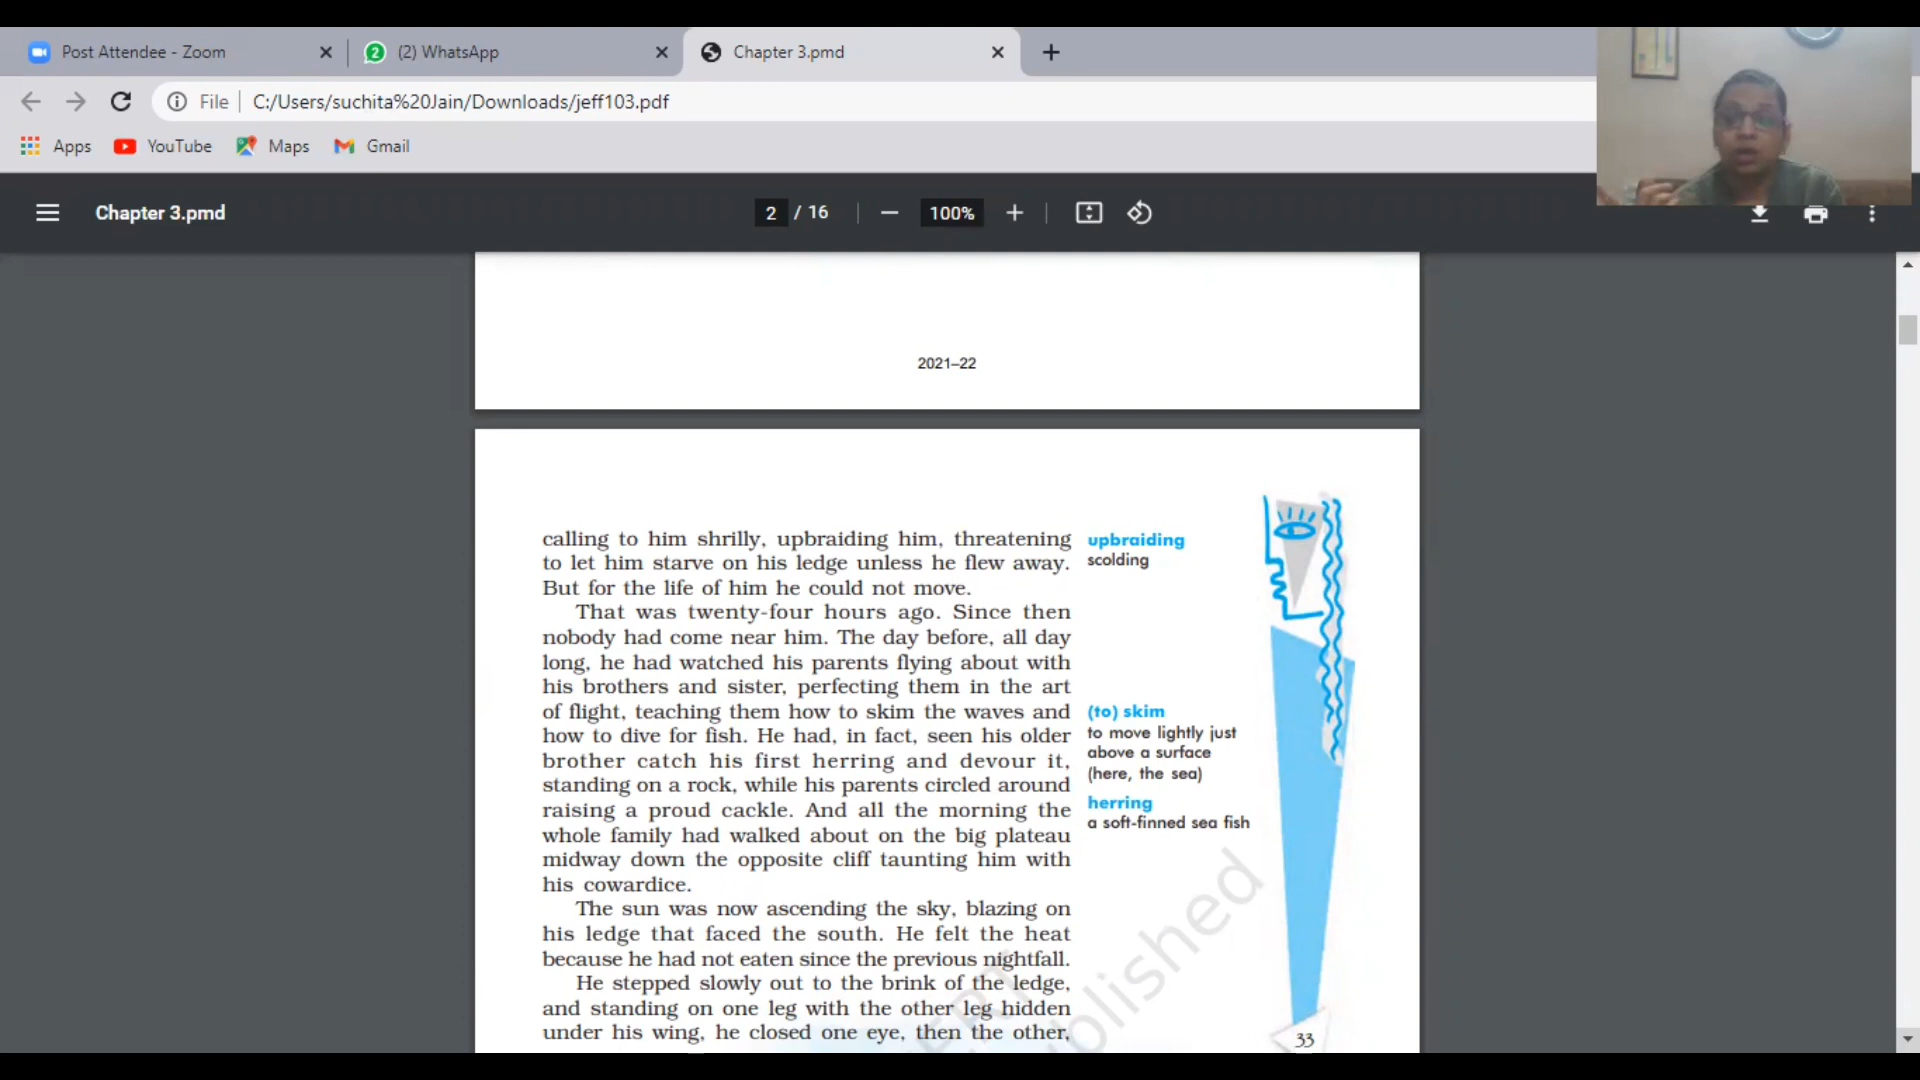 Post Attendee - Zoom
2 (2) WhatsApp
Chapter 3.pmd
File
C:/Users/suchita%20Jain/Downloads/jeff103.pdf
Apps
YouTube
Maps
Gmail
Chapter 3.pmd
2 / 16
100%
2021–22
calling to him shrilly, upbraiding him, threatening
to let him starve on his ledge unless he flew away.
But for the life of him he could not move.
That was twenty-four hours ago. Since then
nobody had come near him. The day before, all day
long, he had watched his parents flying about with
his brothers and sister, perfecting them in the art
of flight, teaching them how to skim the waves and
how to dive for fish. He had, in fact, seen his older
brother catch his first herring and devour it,
standing on a rock, while his parents circled around
raising a proud cackle. And all the morning the
whole family had walked about on the big plateau
midway down the opposite cliff taunting him with
his cowardice.
The sun was now ascending the sky, blazing on
his ledge that faced the south. He felt the heat
because he had not eaten since the previous nightfall.
He stepped slowly out to the brink of the ledge,
and standing on one leg with the other leg hidden
under his wing, he closed one eye, then the other,
upbraiding
scolding
(to) skim
to move lightly just
above a surface
(here, the sea)
herring
a soft-finned sea fish
33